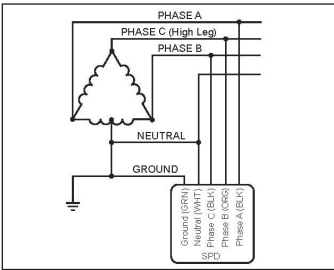 PHASE A
PHASE C (High Leg)
PHASE B
NEUTRAL
GROUND
Ground (GRN)
Neutral (WHT)
Phase C (BLK)
Phase B (ORG)
Phase A (BLK)
SPD